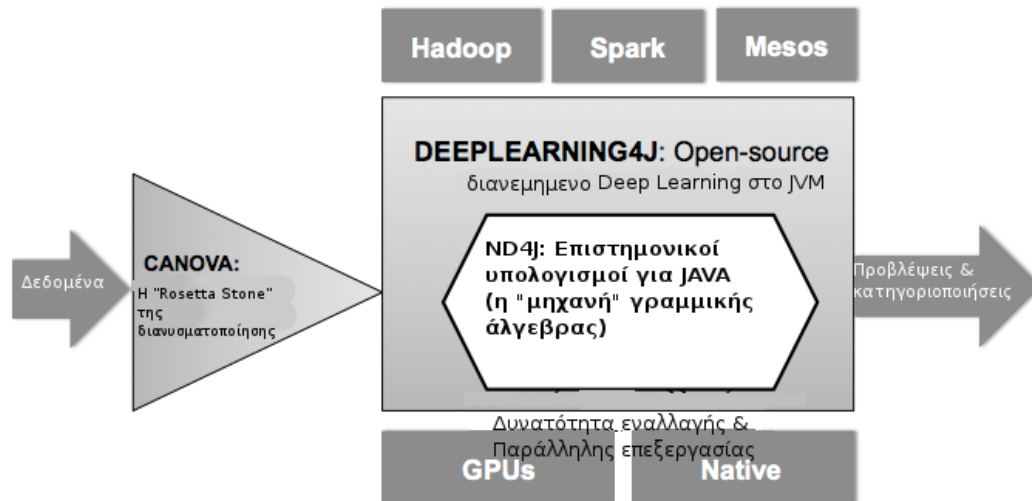 Hadoop
Spark
Mesos
DEEPLEARNING4J: Open-source
διανεμημενο Deep Learning στο JVM
Δεδομένα
CANOVA:
Η "Rosetta Stone"
της
διανυσματοποίησης
ND4J: Επιστημονικοί
υπολογισμοί για JAVA
(η "μηχανή" γραμμικής
άλγεβρας)
Προβλέψεις &
κατηγοριοποιήσεις
Δυνατότητα εναλλαγής &
Παράλληλης επεξεργασίας
GPUs
Native